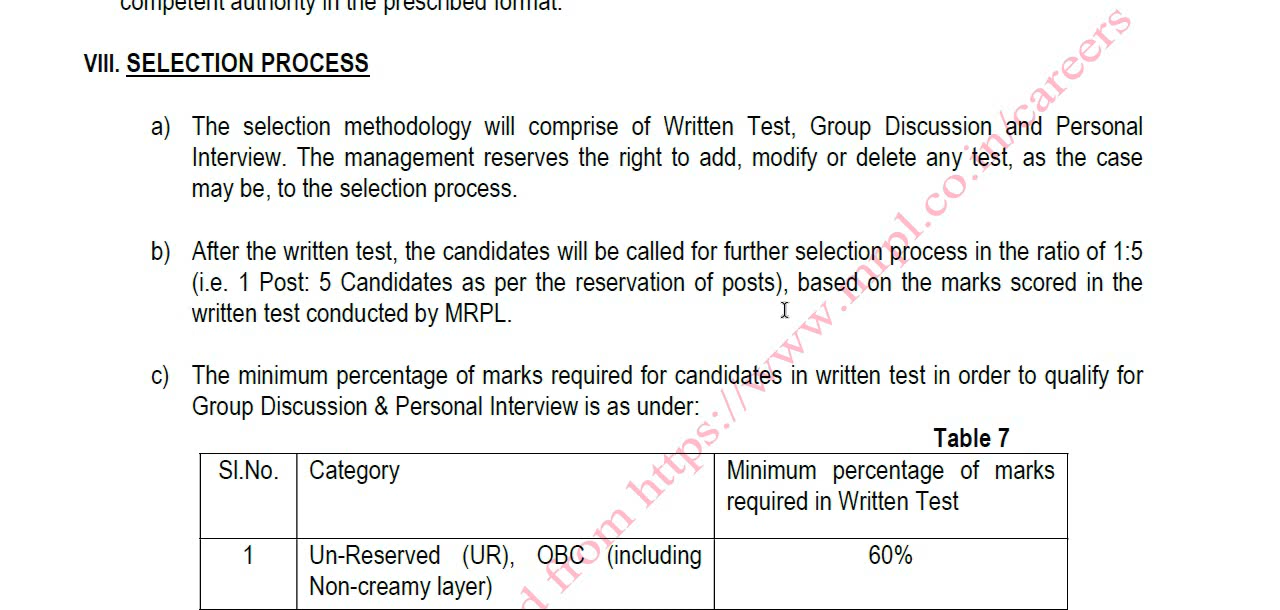 competent authority in the prescribed format.
VIII. SELECTION PROCESS
a) The selection methodology will comprise of Written Test, Group Discussion and Personal
Interview. The management reserves the right to add, modify or delete any test, as the case
may be, to the selection process.
b) After the written test, the candidates will be called for further selection process in the ratio of 1:5
(i.e. 1 Post: 5 Candidates as per the reservation of posts), based on the marks scored in the
written test conducted by MRPL.
c) The minimum percentage of marks required for candidates in written test in order to qualify for
Group Discussion & Personal Interview is as under:
Table 7
Sl.No. Category Minimum percentage of marks
required in Written Test
1 Un-Reserved (UR), OBC (including 60%
Non-creamy layer)
from https://www.mrpl.co.in/careers